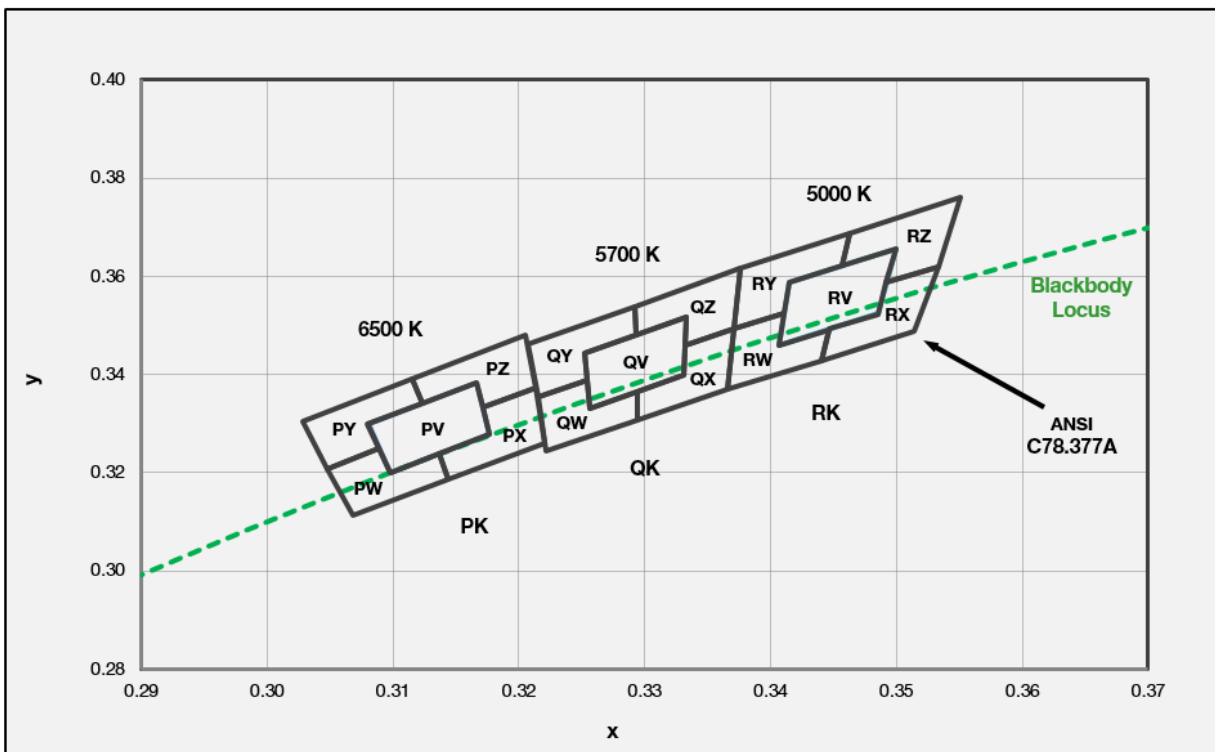 0.40
0.38
0.36
0.34
0.32
0.30
0.28
y
0.29
0.30
0.31
0.32
0.33
0.34
0.35
0.36
0.37
x
6500 K
5700 K
5000 K
PY
PZ
PV
PW
PX
PK
QY
QZ
QV
QW
QX
QK
RY
RZ
RV
RW
RX
RK
Blackbody
Locus
ANSI
C78.377A